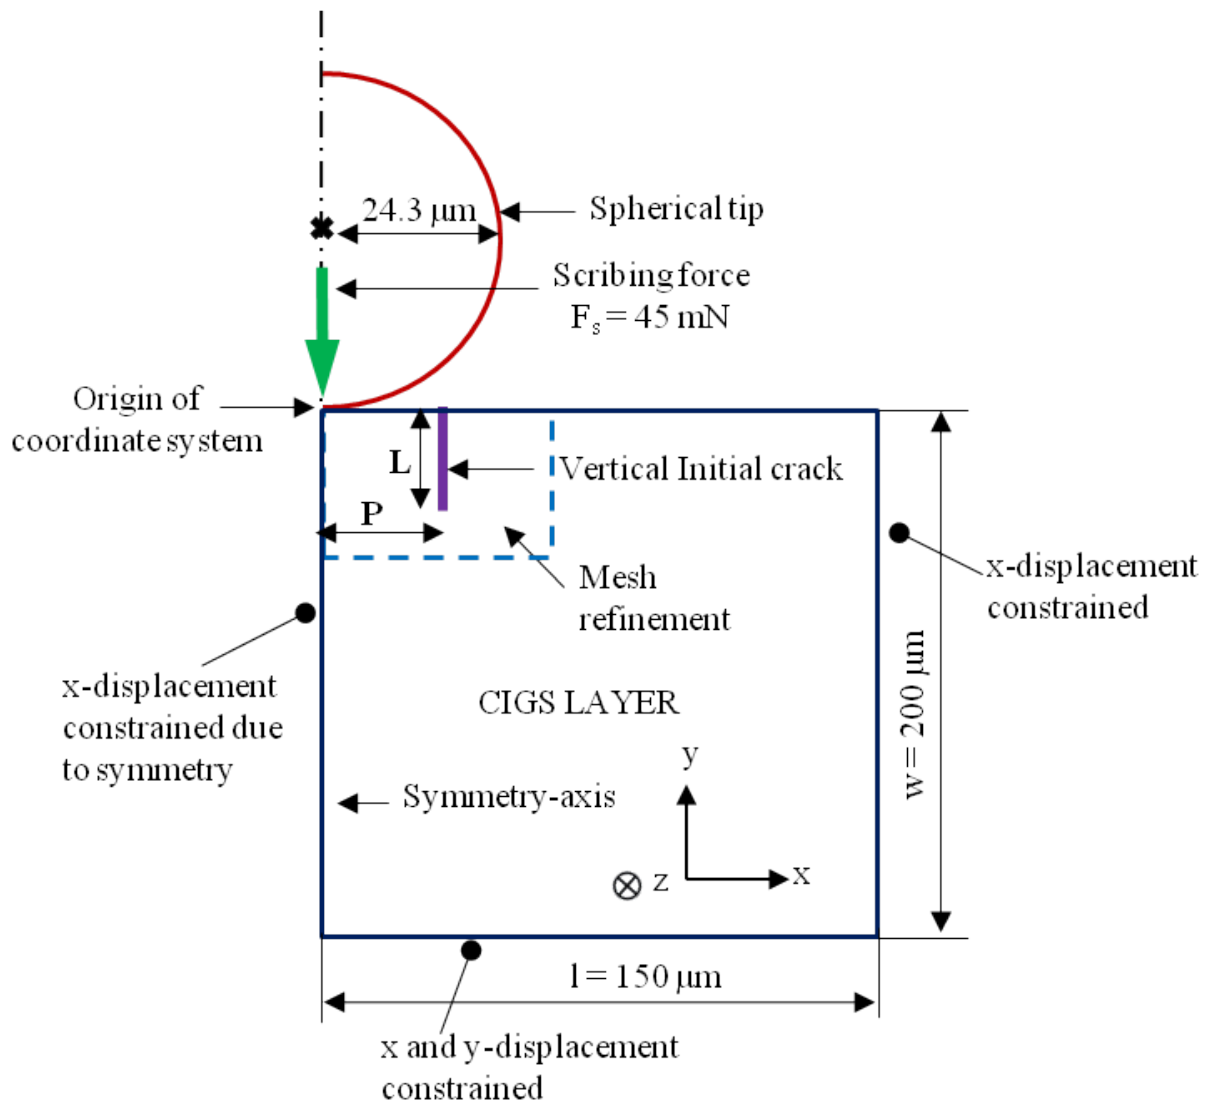 24.3 μm
Spherical tip
Scribing force
Fs = 45 mN
Origin of
coordinate system
L
Vertical Initial crack
P
Mesh
refinement
x-displacement
constrained
x-displacement
constrained due
to symmetry
CIGS LAYER
w = 200 μm
y
Symmetry-axis
z
x
l = 150 μm
x and y-displacement
constrained